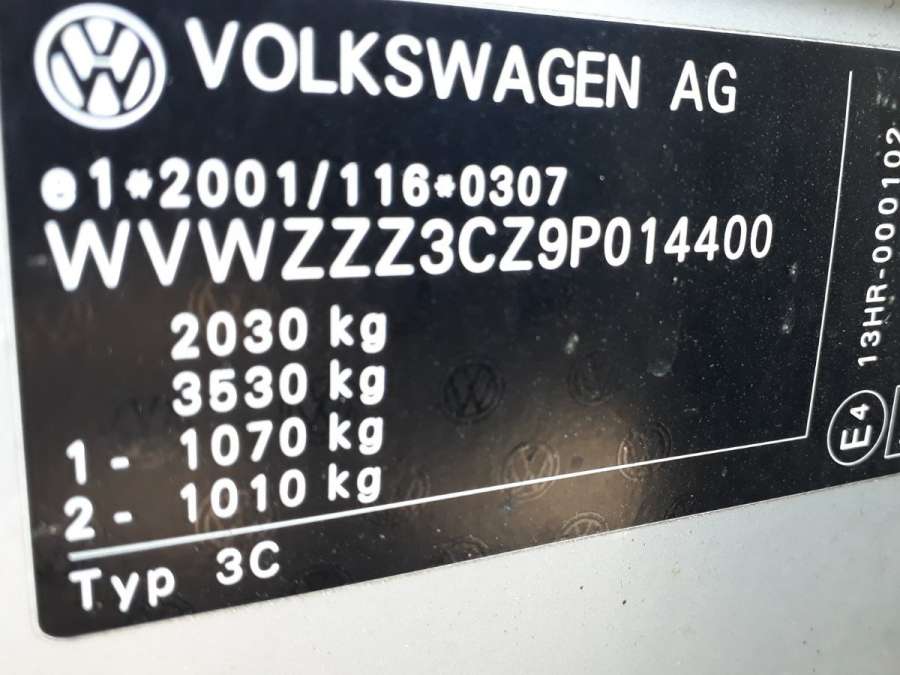 VOLKSWAGEN AG
e1*2001/116*0307
WVWZZZ3CZ9P014400
2030 kg
3530 kg
1 - 1070 kg
2 - 1010 kg
Typ 3C
E4 13HR-000102